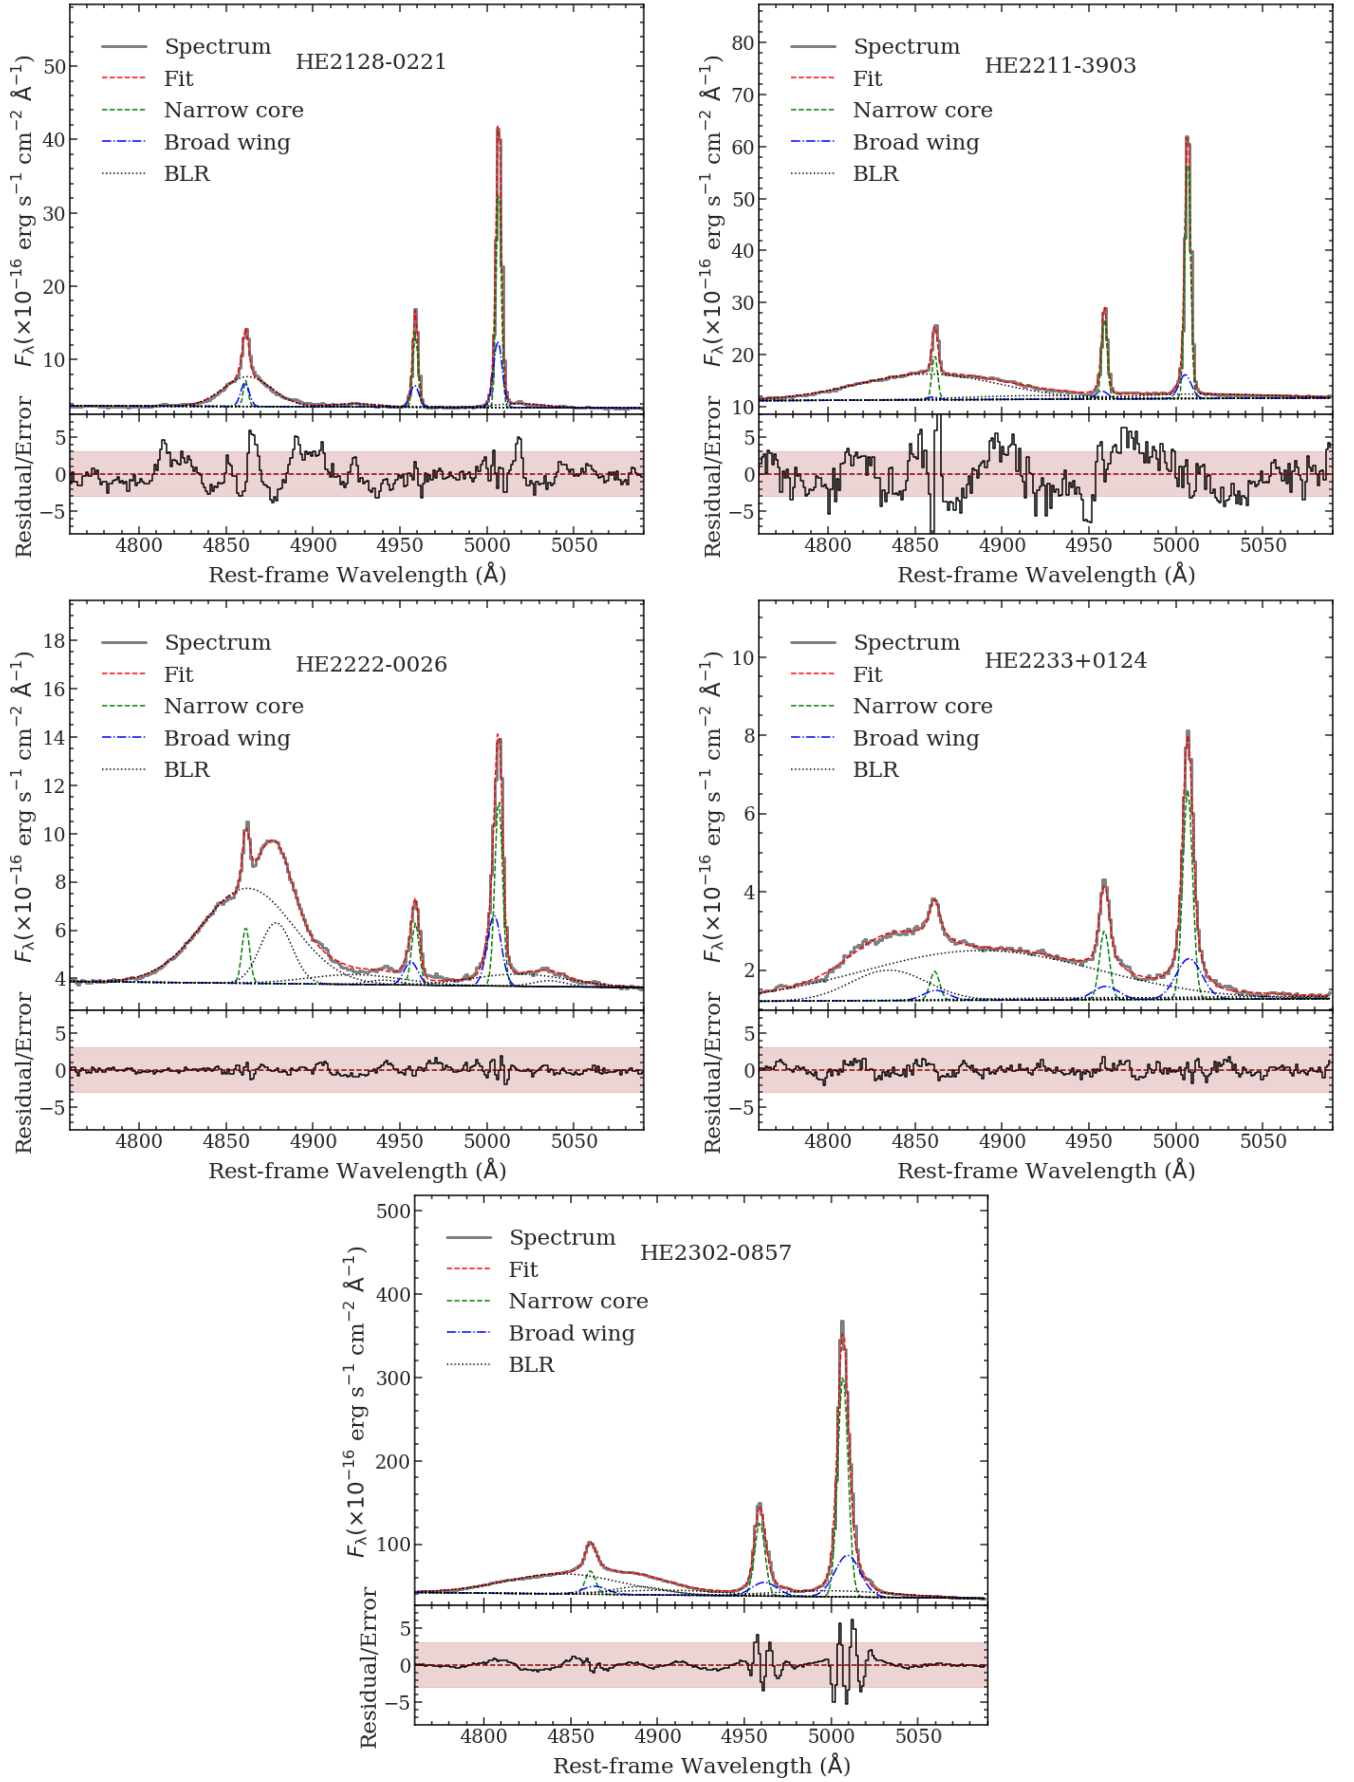 HE2128-0221
Spectrum
Fit
Narrow core
Broad wing
BLR
F_λ(×10⁻¹⁶ erg s⁻¹ cm⁻² Å⁻¹)
50
40
30
20
10
Residual/Error
5
0
−5
4800 4850 4900 4950 5000 5050
Rest-frame Wavelength (Å)
HE2211-3903
Spectrum
Fit
Narrow core
Broad wing
BLR
F_λ(×10⁻¹⁶ erg s⁻¹ cm⁻² Å⁻¹)
80
70
60
50
40
30
20
10
Residual/Error
5
0
−5
4800 4850 4900 4950 5000 5050
Rest-frame Wavelength (Å)
HE2222-0026
Spectrum
Fit
Narrow core
Broad wing
BLR
F_λ(×10⁻¹⁶ erg s⁻¹ cm⁻² Å⁻¹)
18
16
14
12
10
8
6
4
Residual/Error
5
0
−5
4800 4850 4900 4950 5000 5050
Rest-frame Wavelength (Å)
HE2233+0124
Spectrum
Fit
Narrow core
Broad wing
BLR
F_λ(×10⁻¹⁶ erg s⁻¹ cm⁻² Å⁻¹)
10
8
6
4
2
Residual/Error
5
0
−5
4800 4850 4900 4950 5000 5050
Rest-frame Wavelength (Å)
HE2302-0857
Spectrum
Fit
Narrow core
Broad wing
BLR
F_λ(×10⁻¹⁶ erg s⁻¹ cm⁻² Å⁻¹)
500
400
300
200
100
Residual/Error
5
0
−5
4800 4850 4900 4950 5000 5050
Rest-frame Wavelength (Å)